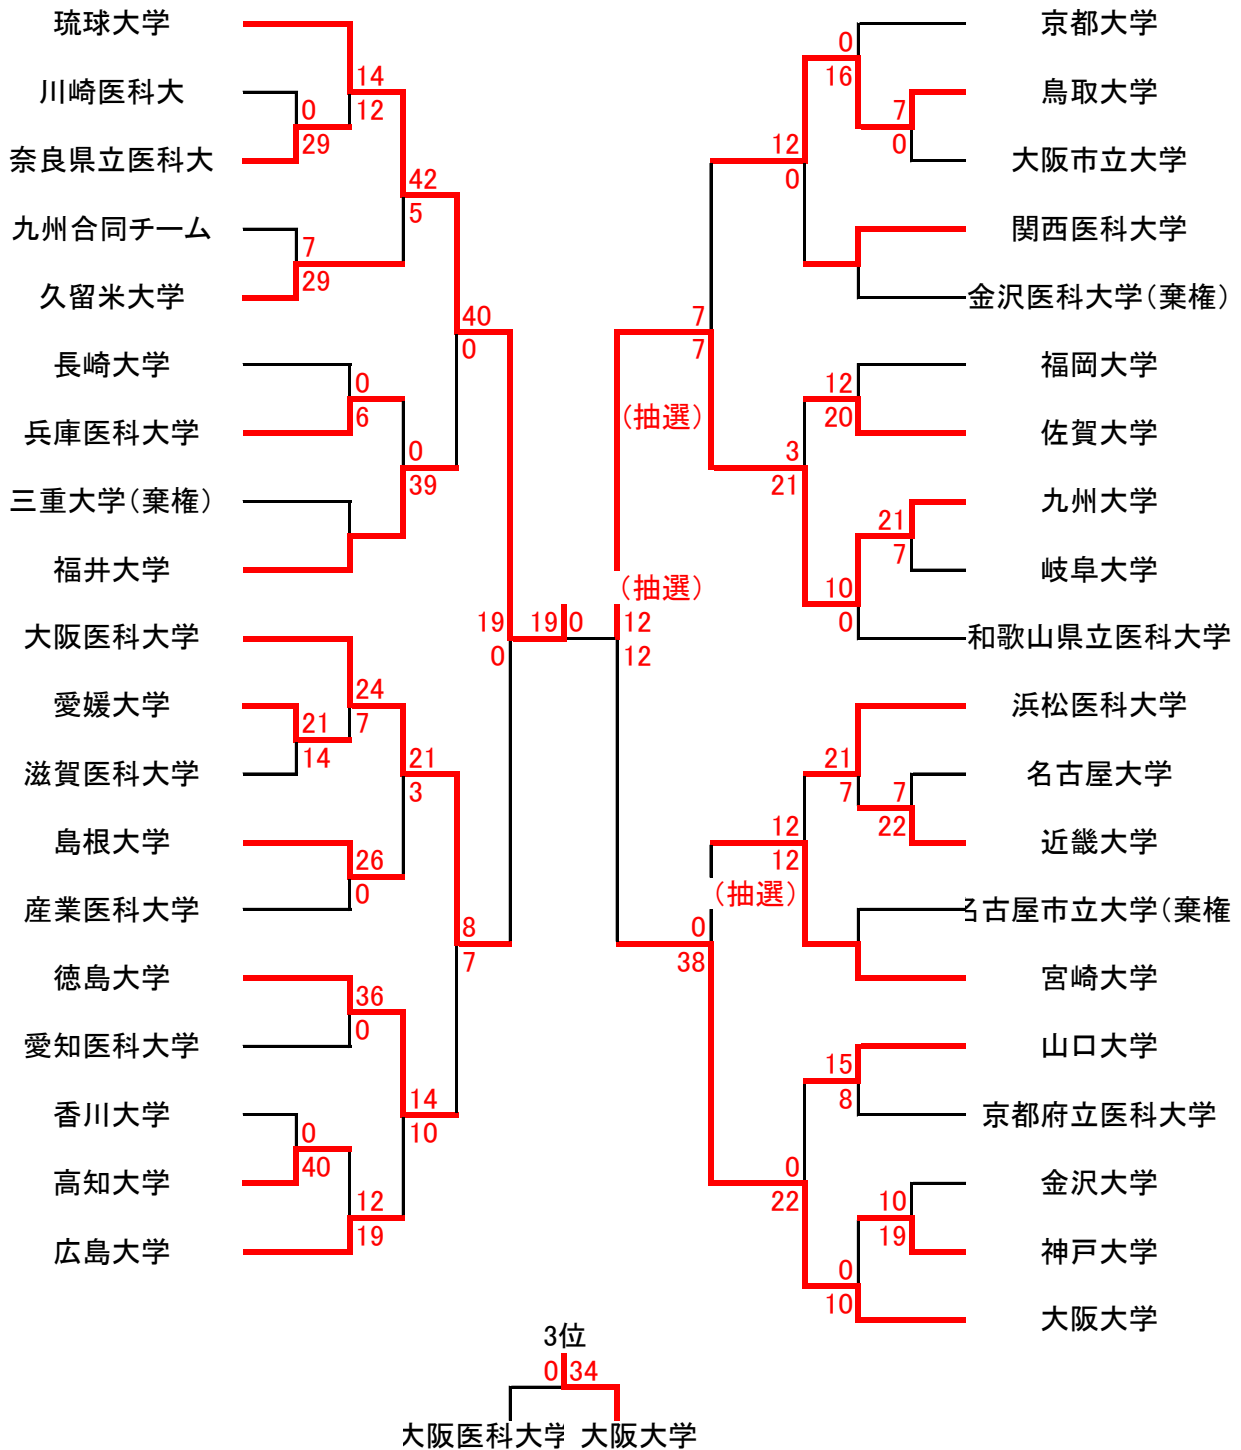 琉球大学
14
川崎医科大
0
12
29
奈良県立医科大
42
九州合同チーム
7
5
29
久留米大学
40
0
長崎大学
0
兵庫医科大学
6
0
39
三重大学(棄権)
福井大学
大阪医科大学
19
0
愛媛大学
24
21
7
14
滋賀医科大学
21
3
島根大学
26
0
産業医科大学
8
7
徳島大学
36
0
愛知医科大学
14
香川大学
10
0
40
高知大学
12
19
広島大学
19
0
京都大学
0
16
鳥取大学
7
0
大阪市立大学
12
0
関西医科大学
金沢医科大学(棄権)
7
7
(抽選)
福岡大学
12
20
佐賀大学
3
21
九州大学
21
7
岐阜大学
10
0
和歌山県立医科大学
(抽選)
12
12
浜松医科大学
21
7
名古屋大学
7
22
近畿大学
12
12
(抽選)
名古屋市立大学(棄権
0
38
宮崎大学
山口大学
15
8
京都府立医科大学
0
22
金沢大学
10
19
神戸大学
0
10
大阪大学
3位
0
34
大阪医科大学
大阪大学